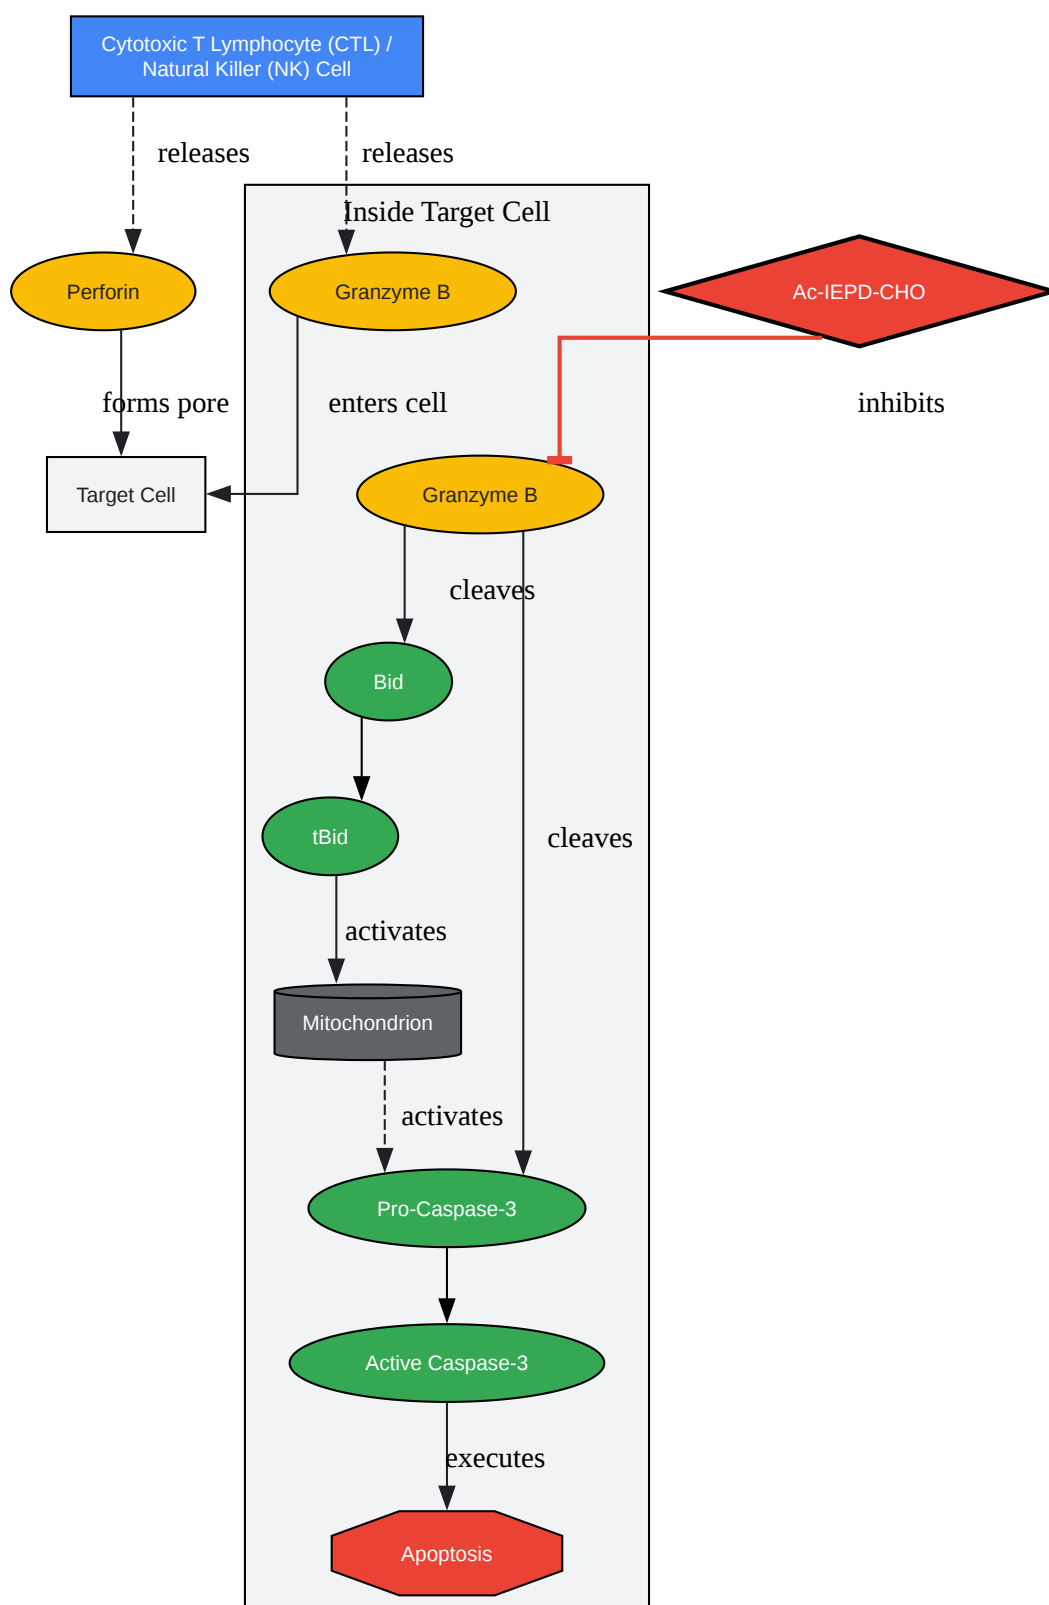 Cytotoxic T Lymphocyte (CTL) /
Natural Killer (NK) Cell
releases
releases
Inside Target Cell
Perforin
Granzyme B
Ac-IEPD-CHO
forms pore
enters cell
inhibits
Target Cell
Granzyme B
cleaves
Bid
tBid
cleaves
activates
Mitochondrion
activates
Pro-Caspase-3
Active Caspase-3
executes
Apoptosis